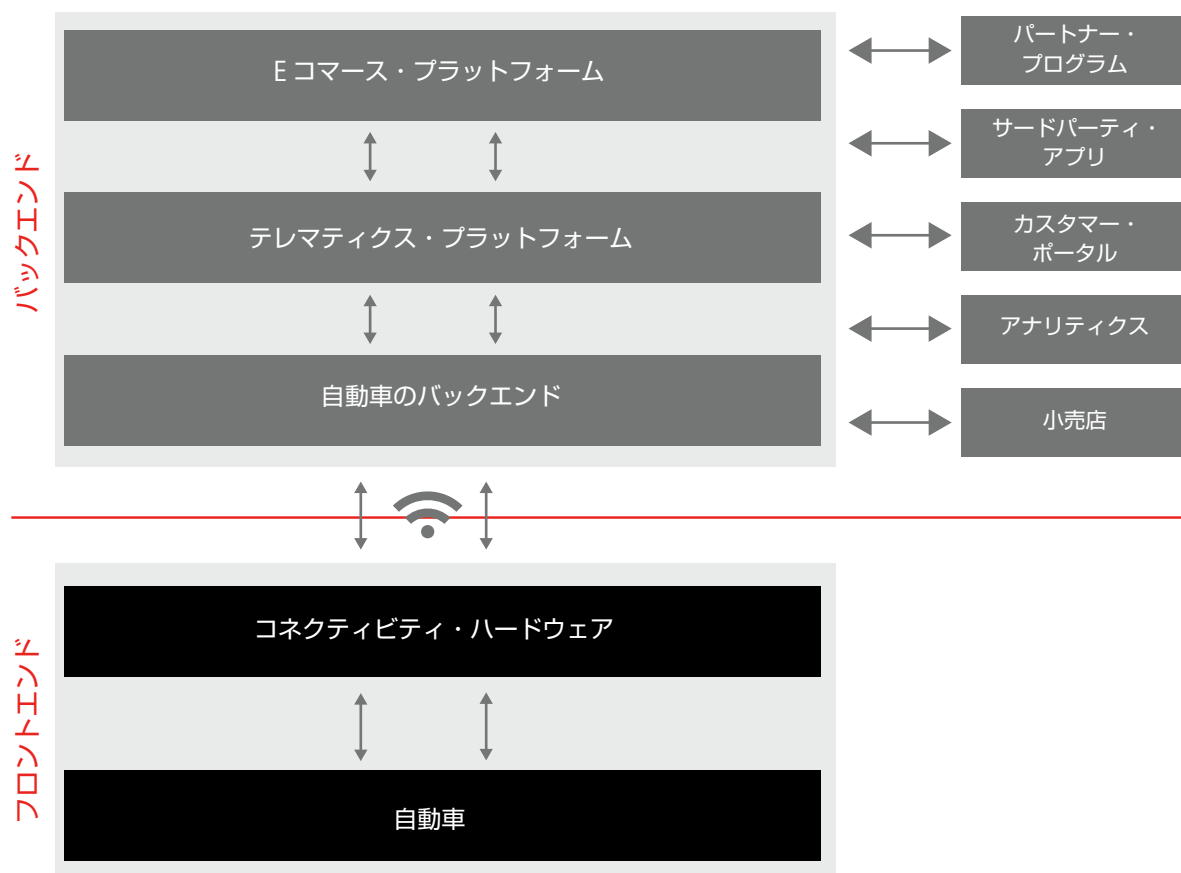 バックエンド
E コマース・プラットフォーム
テレマティクス・プラットフォーム
自動車のバックエンド
パートナー・
プログラム
サードパーティ・
アプリ
カスタマー・
ポータル
アナリティクス
小売店
フロントエンド
コネクティビティ・ハードウェア
自動車